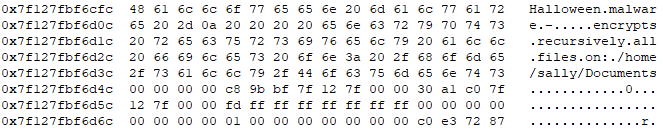 0x7f127fbf6cfc 48 61 6c 6c 6f 77 65 65 6e 20 6d 61 6c 77 61 72 Halloween.malwar
0x7f127fbf6d0c 65 20 2d 0a 20 20 20 20 65 6e 63 72 79 70 74 73 e.-.....encrypts
0x7f127fbf6d1c 20 72 65 63 75 72 73 69 76 65 6c 79 20 61 6c 6c .recursively.all
0x7f127fbf6d2c 20 66 69 6c 65 73 20 6f 6e 3a 20 2f 68 6f 6d 65 .files.on:./home
0x7f127fbf6d3c 2f 73 61 6c 6c 79 2f 44 6f 63 75 6d 65 6e 74 73 /sally/Documents
0x7f127fbf6d4c 00 00 00 00 c8 9b bf 7f 12 7f 00 00 30 a1 c0 7f ............0...
0x7f127fbf6d5c 12 7f 00 00 fd ff ff ff ff ff ff ff 00 00 00 00 ................
0x7f127fbf6d6c 00 00 00 00 01 00 00 00 00 00 00 00 c0 e3 72 87 ..............r.